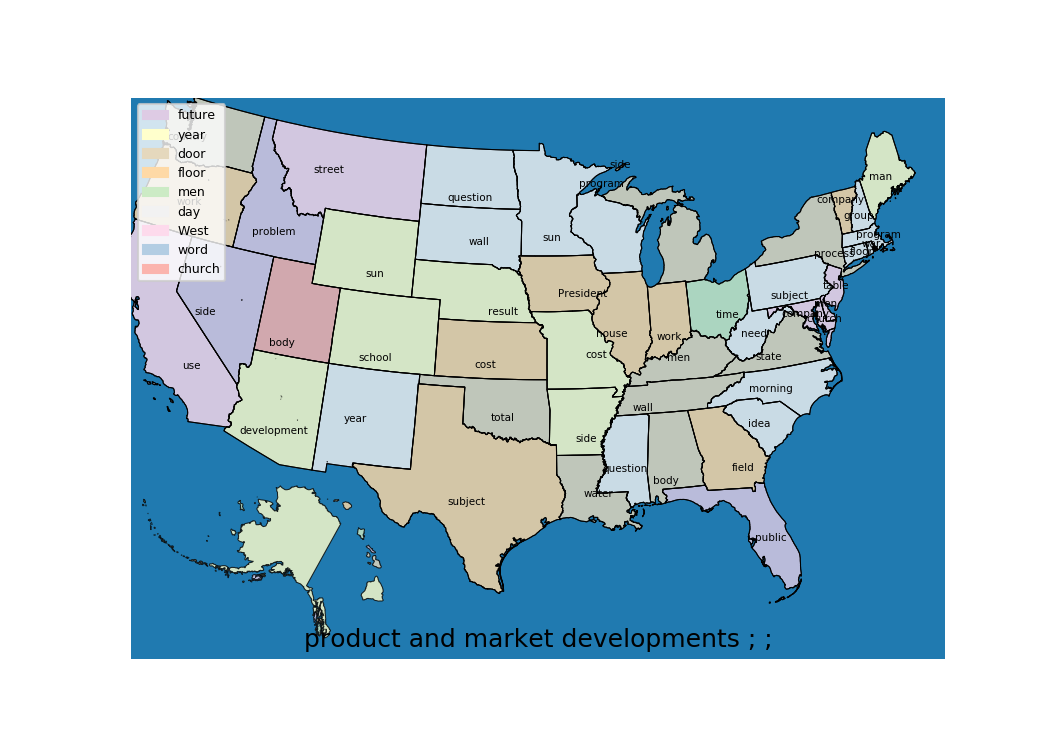 future
year
door
floor
men
day
West
word
church
work
street
question
side
program
man
company
group
problem
wall
sun
program
war
process
floor
sun
President
table
side
result
subject
men
company
church
time
need
house
work
use
body
school
cost
cost
men
state
morning
year
total
wall
idea
development
side
question
field
body
subject
water
public
product and market developments ; ;